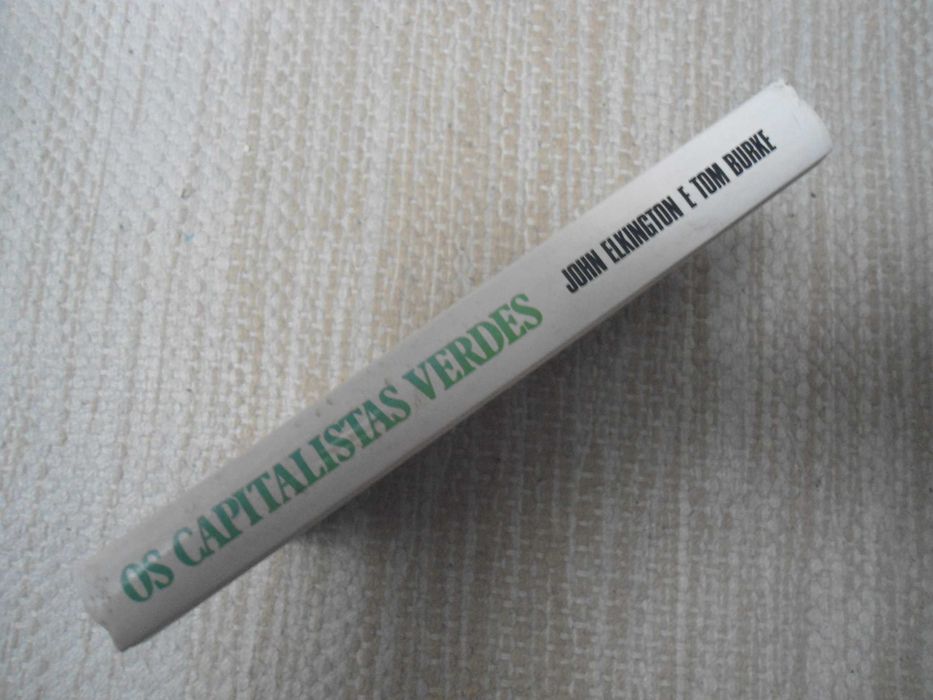 OS CAPITALISTAS VERDES
JOHN ELKINGTON E TOM BURKE